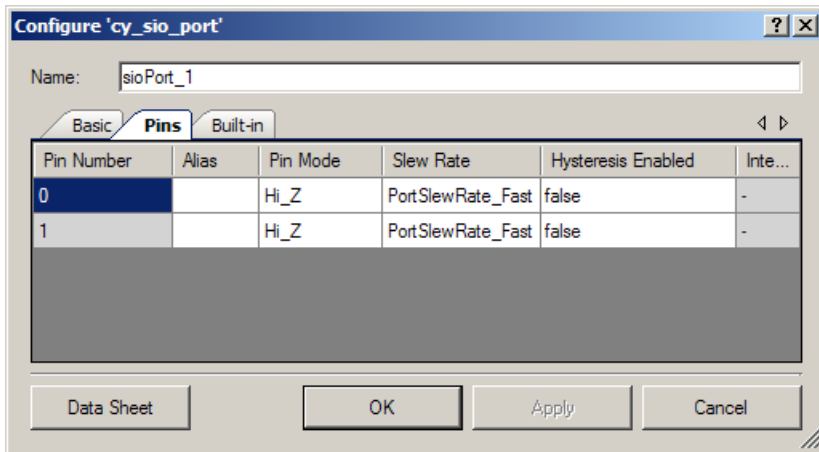 Configure 'cy_sio_port'
Name: sioPort_1
Basic Pins Built-in
Pin Number Alias Pin Mode Slew Rate Hysteresis Enabled Inte...
0 Hi_Z PortSlewRate_Fast false -
1 Hi_Z PortSlewRate_Fast false -
Data Sheet OK Apply Cancel